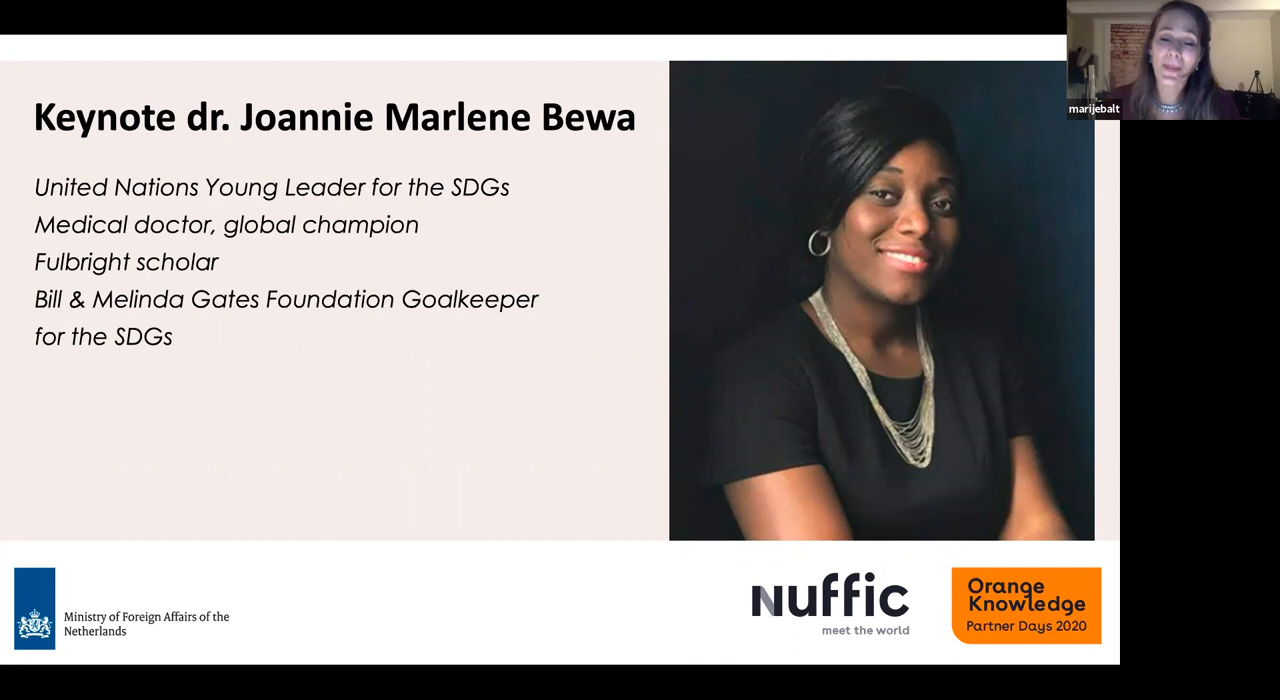 Keynote dr. Joannie Marlene Bewa
United Nations Young Leader for the SDGs
Medical doctor, global champion
Fulbright scholar
Bill & Melinda Gates Foundation Goalkeeper
for the SDGs
marijebalt
Ministry of Foreign Affairs of the
Netherlands
nuffic
meet the world
Orange
Knowledge
Partner Days 2020